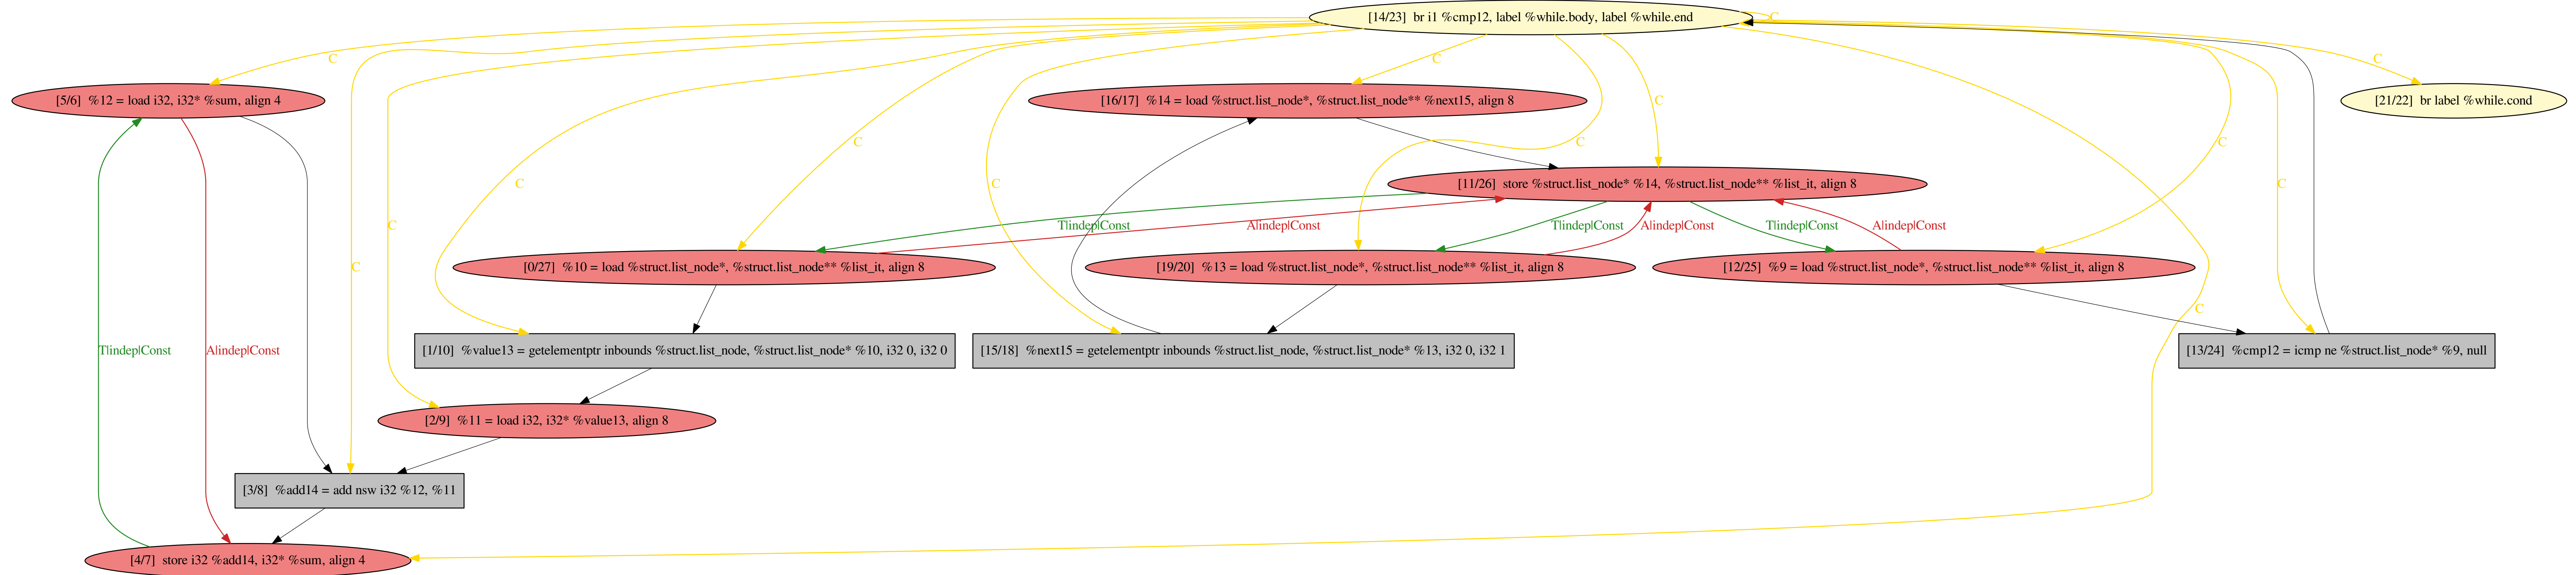 [14/23] br i1 %cmp12, label %while.body, label %while.end
C
C
C
C
[5/6] %12 = load i32, i32* %sum, align 4
[16/17] %14 = load %struct.list_node*, %struct.list_node** %next15, align 8
C
[21/22] br label %while.cond
C
C
C
C
C
[11/26] store %struct.list_node* %14, %struct.list_node** %list_it, align 8
C
C
C
T|indep|Const
A|indep|Const
T|indep|Const
A|indep|Const
T|indep|Const
A|indep|Const
C
[0/27] %10 = load %struct.list_node*, %struct.list_node** %list_it, align 8
[19/20] %13 = load %struct.list_node*, %struct.list_node** %list_it, align 8
[12/25] %9 = load %struct.list_node*, %struct.list_node** %list_it, align 8
C
T|indep|Const
A|indep|Const
[1/10] %value13 = getelementptr inbounds %struct.list_node, %struct.list_node* %10, i32 0, i32 0
[15/18] %next15 = getelementptr inbounds %struct.list_node, %struct.list_node* %13, i32 0, i32 1
[13/24] %cmp12 = icmp ne %struct.list_node* %9, null
[2/9] %11 = load i32, i32* %value13, align 8
[3/8] %add14 = add nsw i32 %12, %11
[4/7] store i32 %add14, i32* %sum, align 4